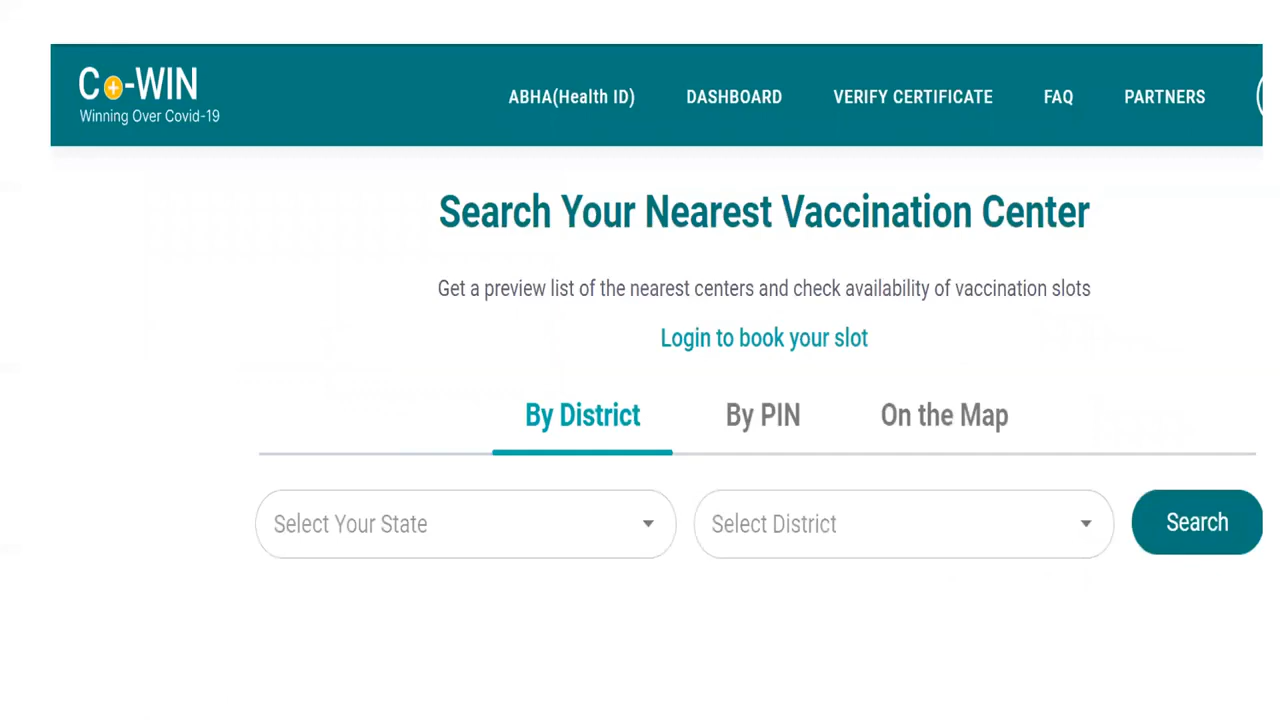 Co-WIN
Winning Over Covid-19
ABHA(Health ID) DASHBOARD VERIFY CERTIFICATE FAQ PARTNERS
Search Your Nearest Vaccination Center
Get a preview list of the nearest centers and check availability of vaccination slots
Login to book your slot
By District By PIN On the Map
Select Your State Select District Search